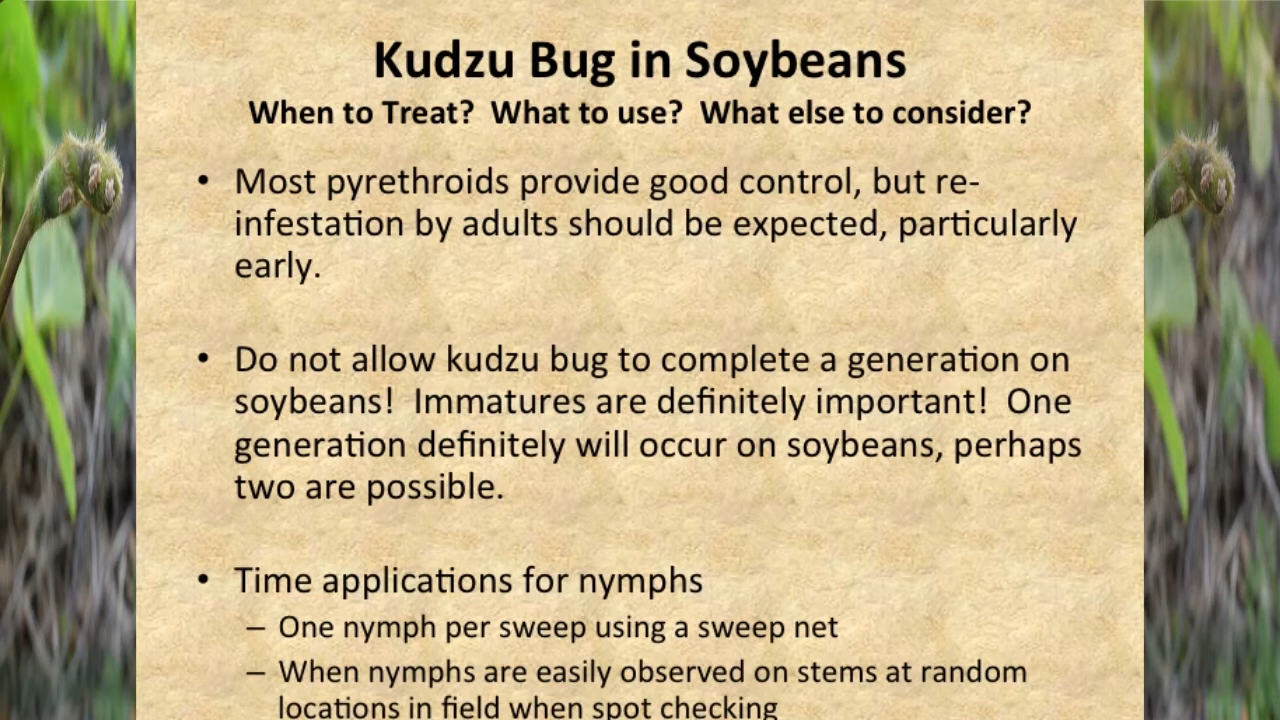 Kudzu Bug in Soybeans
When to Treat?  What to use?  What else to consider?
• Most pyrethroids provide good control, but re-
infestation by adults should be expected, particularly
early.
• Do not allow kudzu bug to complete a generation on
soybeans!  Immatures are definitely important!  One
generation definitely will occur on soybeans, perhaps
two are possible.
• Time applications for nymphs
– One nymph per sweep using a sweep net
– When nymphs are easily observed on stems at random
locations in field when spot checking